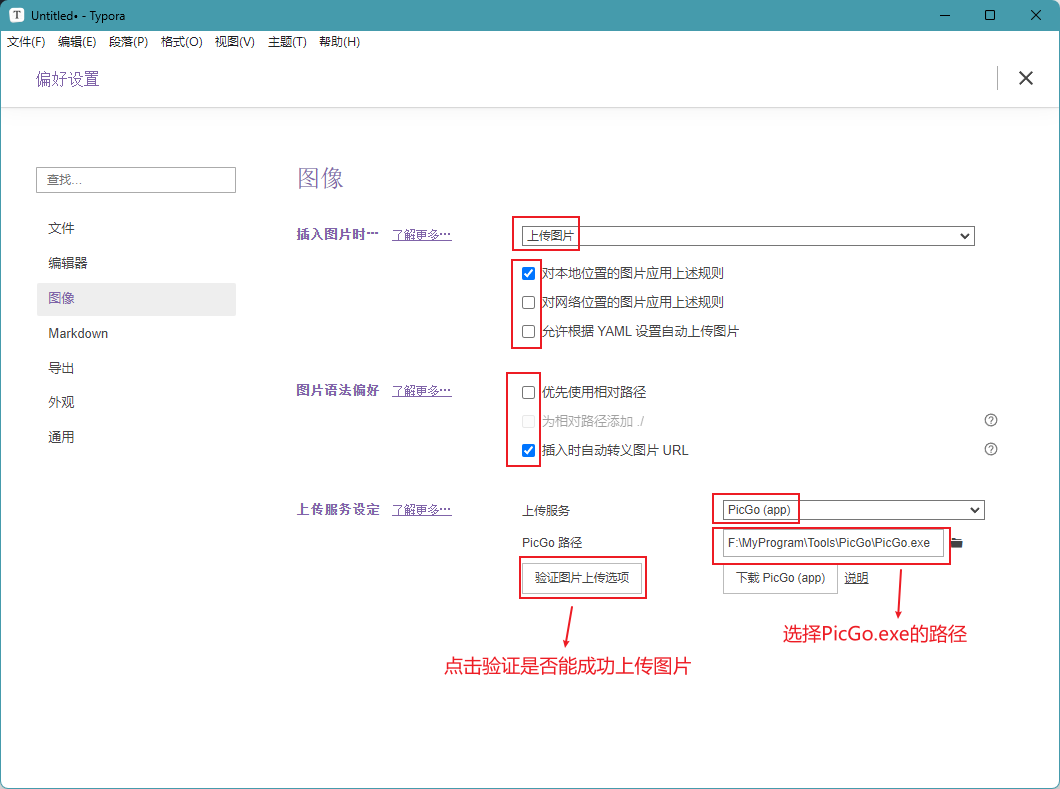 Untitled• - Typora
文件(F) 编辑(E) 段落(P) 格式(O) 视图(V) 主题(T) 帮助(H)
偏好设置
查找...
文件
编辑器
图像
Markdown
导出
外观
通用
图像
插入图片时… 了解更多… 上传图片
对本地位置的图片应用上述规则
对网络位置的图片应用上述规则
允许根据 YAML 设置自动上传图片
图片语法偏好 了解更多… 优先使用相对路径
为相对路径添加 ./
插入时自动转义图片 URL
上传服务设定 了解更多… 上传服务 PicGo (app)
PicGo 路径 F:\MyProgram\Tools\PicGo\PicGo.exe
验证图片上传选项 下载 PicGo (app) 说明
选择PicGo.exe的路径
点击验证是否能成功上传图片